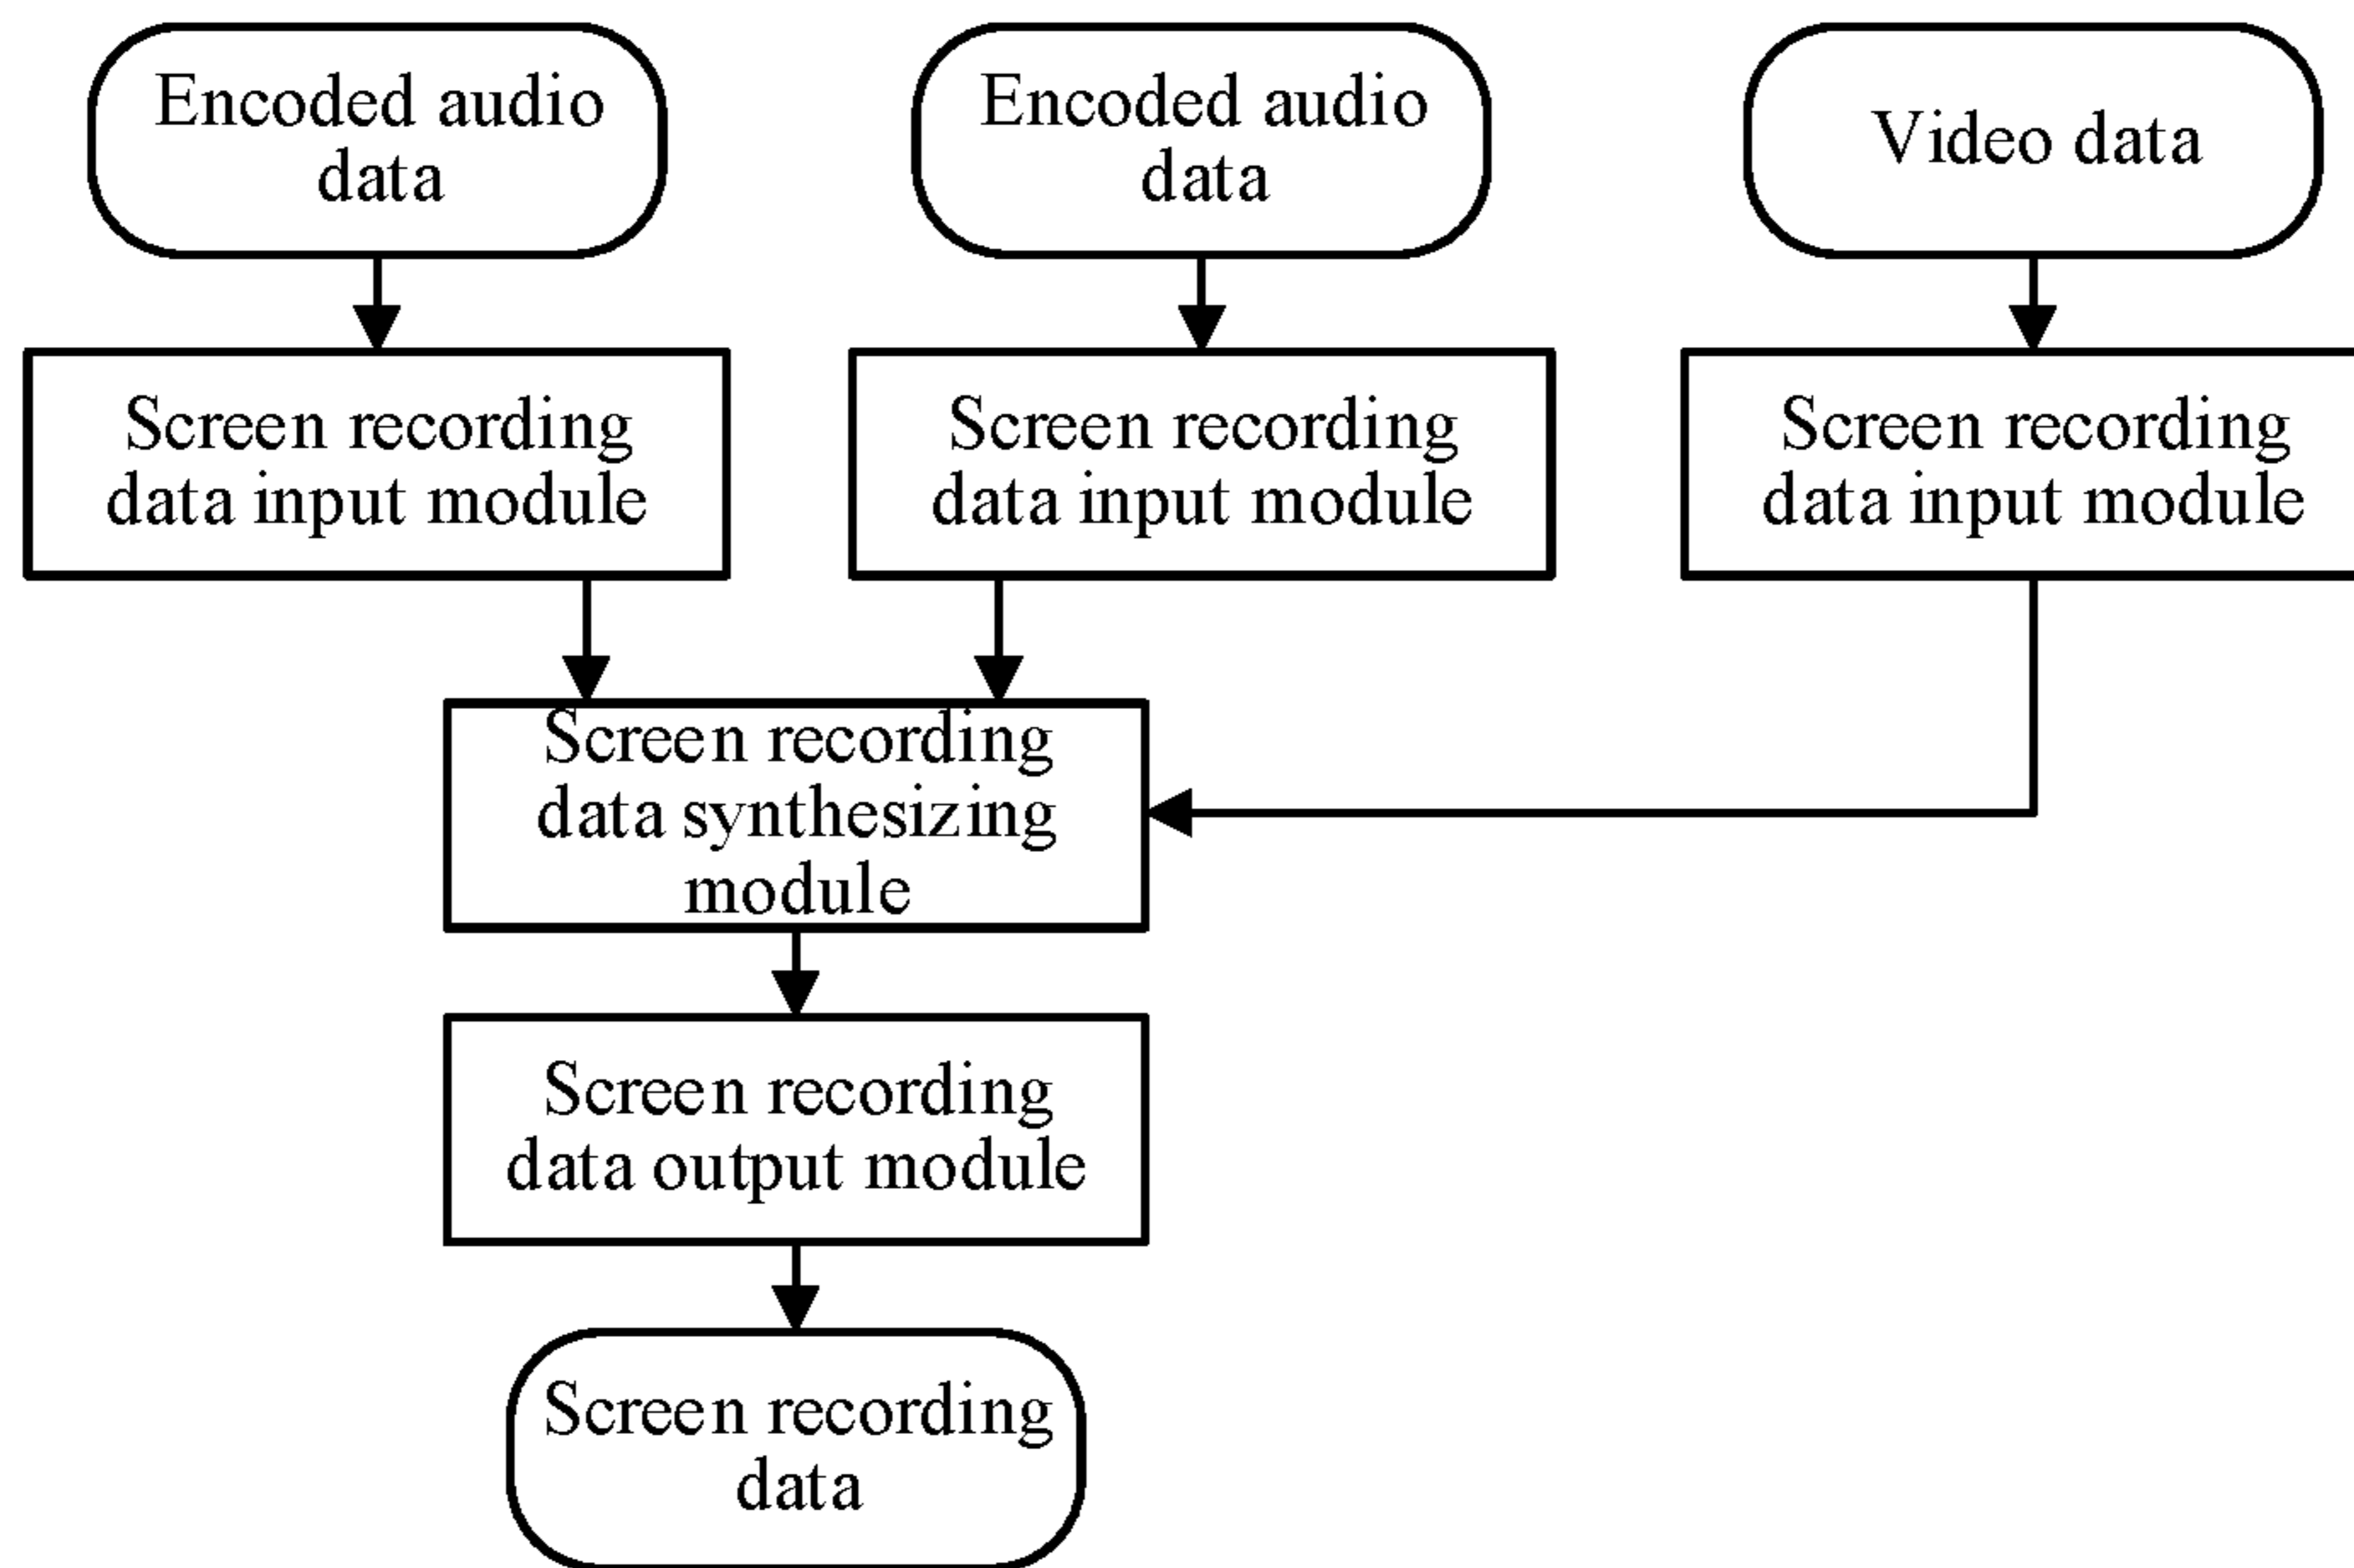 Encoded audio
data
Encoded audio
data
Video data
Screen recording
data input module
Screen recording
data input module
Screen recording
data input module
Screen recording
data synthesizing
module
Screen recording
data output module
Screen recording
data